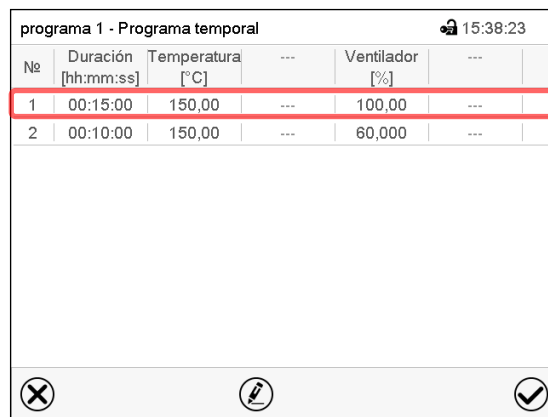 programa 1 - Programa temporal 15:38:23
Nº Duración [hh:mm:ss] Temperatura [°C] --- Ventilador [%] ---
1 00:15:00 150,00 --- 100,00 ---
2 00:10:00 150,00 --- 60,000 ---